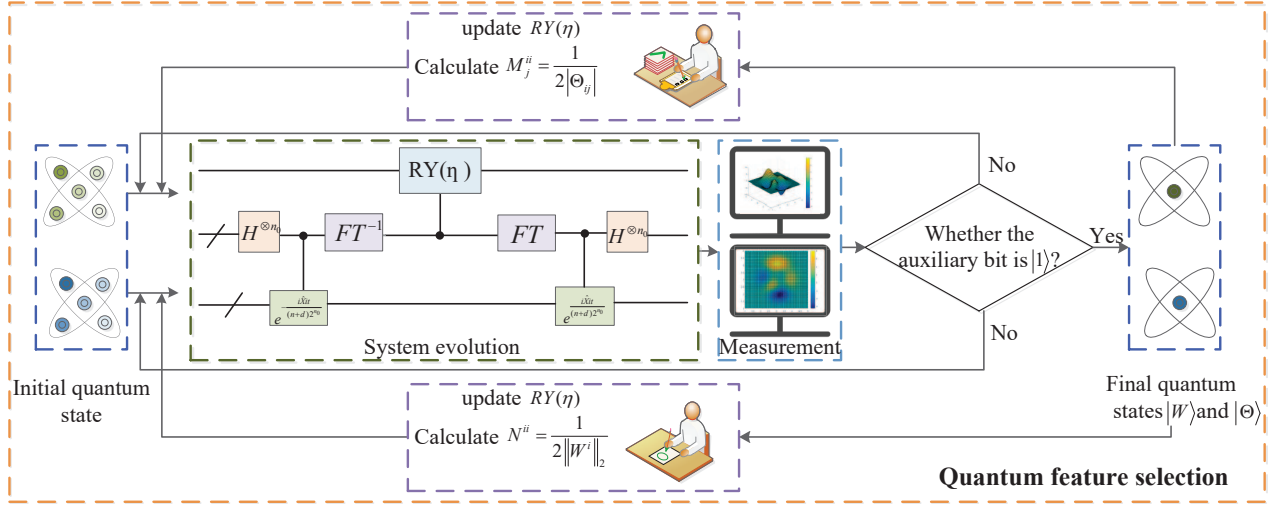 update RY(η)
Calculate M_j^{ii} = 1 / 2|Θ_{ij}|
RY(η)
H^{⊗n_0}
FT^{-1}
FT
H^{⊗n_0}
No
Whether the
auxiliary bit is |1⟩?
Yes
No
System evolution
Measurement
Initial quantum
state
update RY(η)
Calculate N^{ii} = 1 / 2‖W^i‖_2
Final quantum
states |W⟩ and |Θ⟩
Quantum feature selection